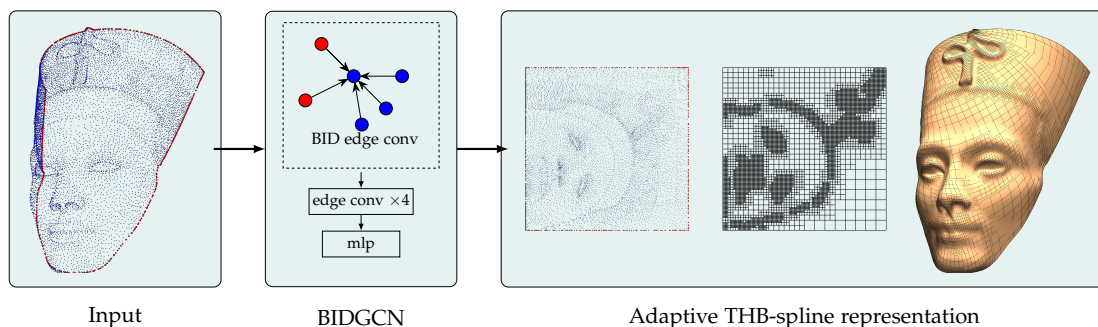 BID edge conv
edge conv ×4
mlp
Input
BIDGCN
Adaptive THB-spline representation